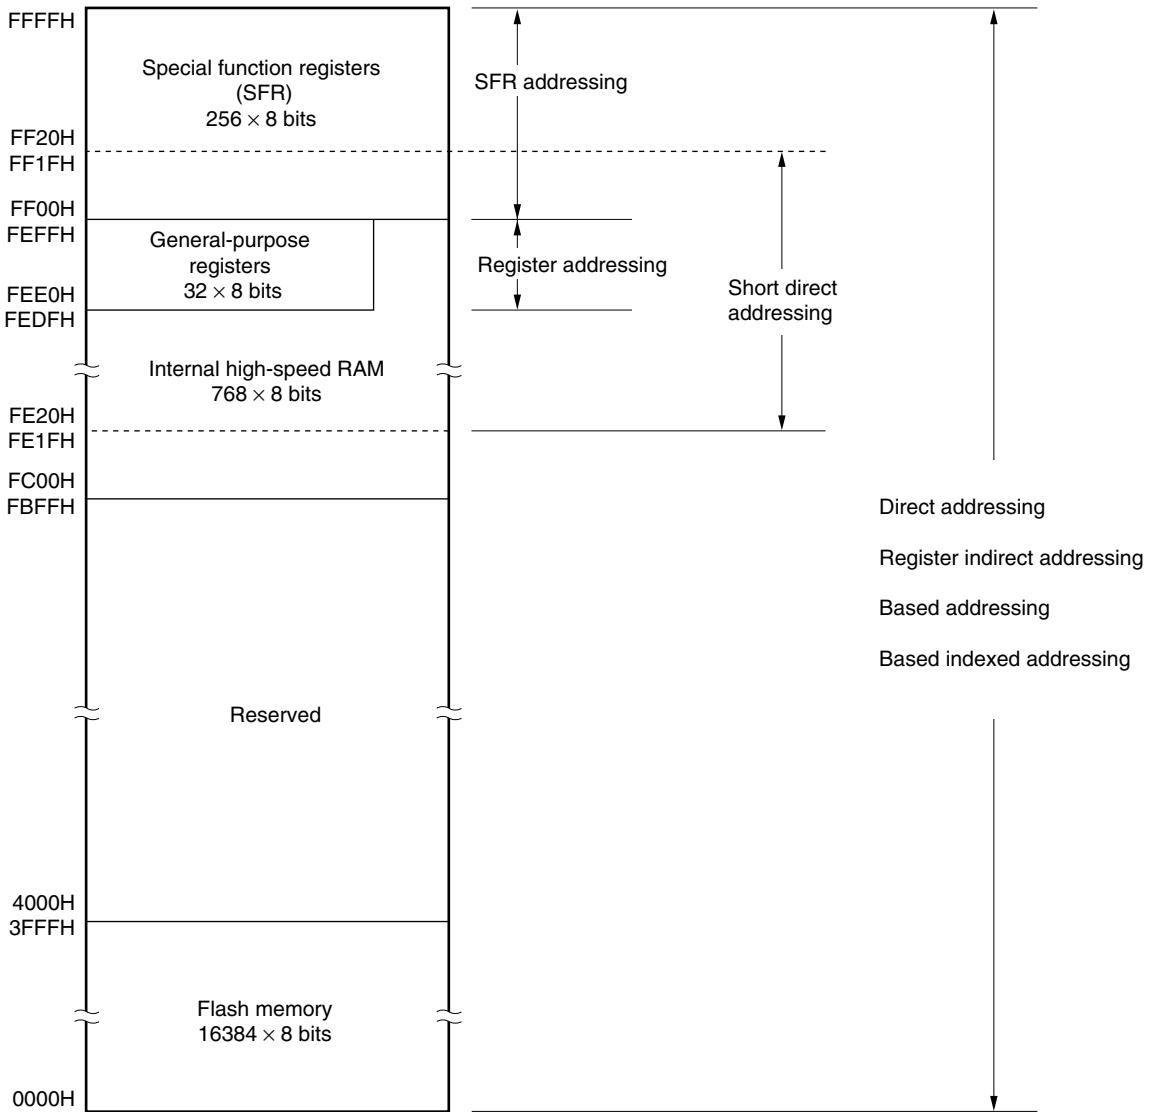 FFFFH
Special function registers
(SFR)
256 × 8 bits
SFR addressing
FF20H
FF1FH
FF00H
FEFFH
General-purpose
registers
32 × 8 bits
Register addressing
FEE0H
FEDFH
Short direct
addressing
Internal high-speed RAM
768 × 8 bits
FE20H
FE1FH
FC00H
FBFFH
Direct addressing
Register indirect addressing
Based addressing
Based indexed addressing
Reserved
4000H
3FFFH
Flash memory
16384 × 8 bits
0000H